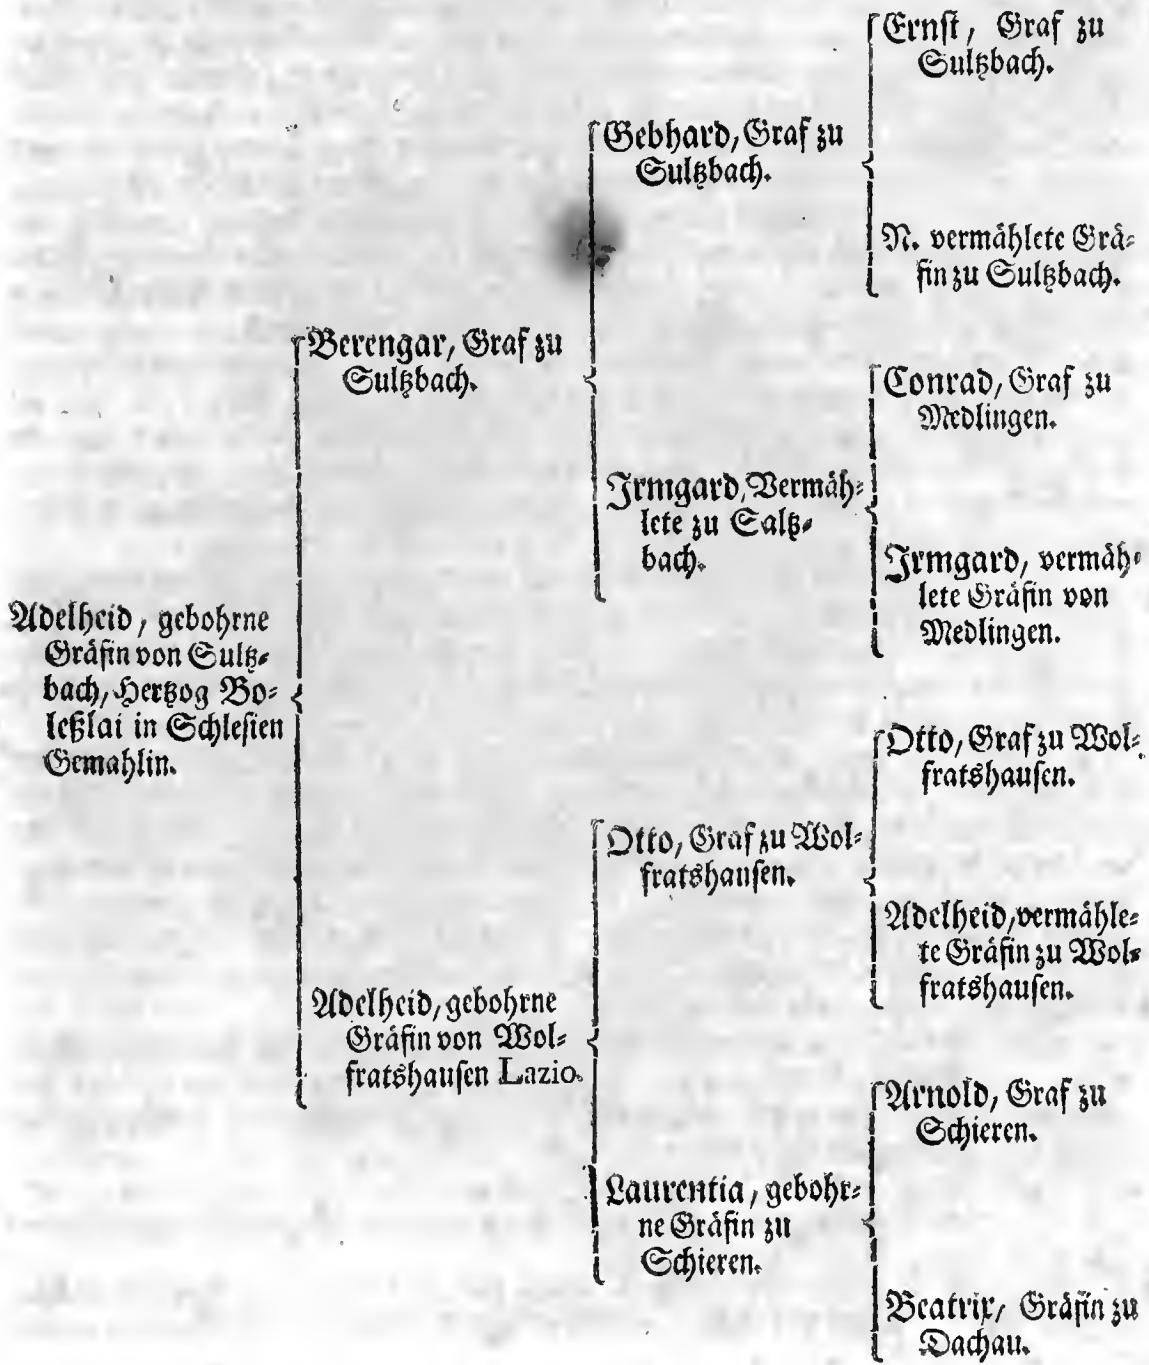 Ernst, Graf zu
Sultzbach.
Gebhard, Graf zu
Sultzbach.
N. vermählete Grä-
fin zu Sultzbach.
Berengar, Graf zu
Sultzbach.
Conrad, Graf zu
Medlingen.
Irmgard, Vermäh-
lete zu Saltz-
bach.
Irmgard, vermäh-
lete Gräfin von
Medlingen.
Adelheid, gebohrne
Gräfin von Sultz-
bach, Hertzog Bo-
leßlai in Schlesien
Gemahlin.
Otto, Graf zu Wol-
fratshausen.
Otto, Graf zu Wol-
fratshausen.
Adelheid, vermähle-
te Gräfin zu Wol-
fratshausen.
Adelheid, gebohrne
Gräfin von Wol-
fratshausen Lazio.
Arnold, Graf zu
Schieren.
Laurentia, gebohr-
ne Gräfin zu
Schieren.
Beatrix, Gräfin zu
Dachau.